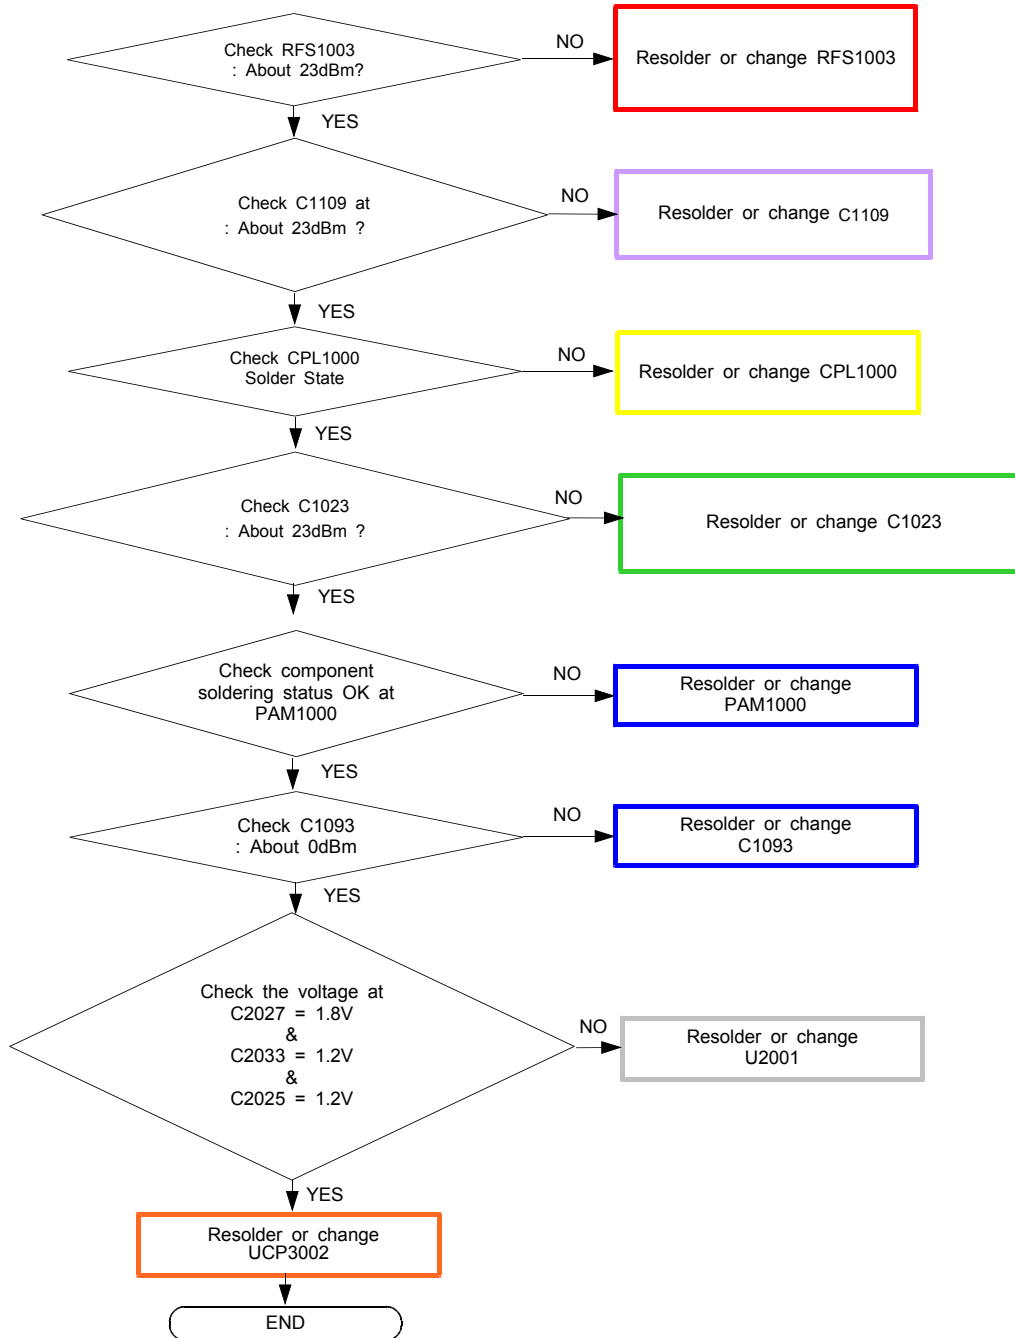 Check RFS1003
: About 23dBm?
NO
Resolder or change RFS1003
YES
Check C1109 at
: About 23dBm ?
NO
Resolder or change C1109
YES
Check CPL1000
Solder State
NO
Resolder or change CPL1000
YES
Check C1023
: About 23dBm ?
NO
Resolder or change C1023
YES
Check component
soldering status OK at
PAM1000
NO
Resolder or change
PAM1000
YES
Check C1093
: About 0dBm
NO
Resolder or change
C1093
YES
Check the voltage at
C2027 = 1.8V
&
C2033 = 1.2V
&
C2025 = 1.2V
NO
Resolder or change
U2001
YES
Resolder or change
UCP3002
END